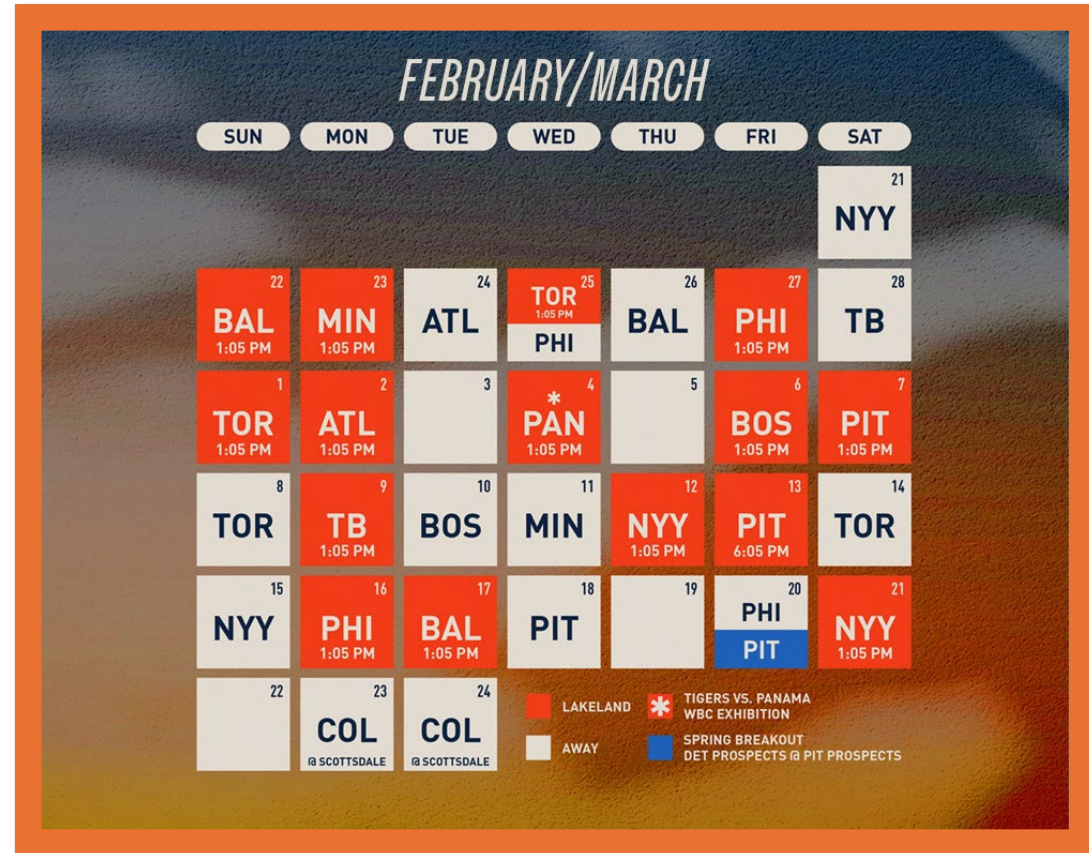 FEBRUARY/MARCH
SUN MON TUE WED THU FRI SAT
21
NYY
22
BAL
1:05 PM
23
MIN
1:05 PM
24
ATL
25
TOR
1:05 PM
PHI
26
BAL
27
PHI
1:05 PM
28
TB
1
TOR
1:05 PM
2
ATL
1:05 PM
3
4
*
PAN
1:05 PM
5
6
BOS
1:05 PM
7
PIT
1:05 PM
8
TOR
9
TB
1:05 PM
10
BOS
11
MIN
12
NYY
1:05 PM
13
PIT
6:05 PM
14
TOR
15
NYY
16
PHI
1:05 PM
17
BAL
1:05 PM
18
PIT
19
20
PHI
PIT
21
NYY
1:05 PM
22
23
COL
@ SCOTTSDALE
24
COL
@ SCOTTSDALE
LAKELAND
* TIGERS VS. PANAMA
WBC EXHIBITION
AWAY
SPRING BREAKOUT
DET PROSPECTS @ PIT PROSPECTS